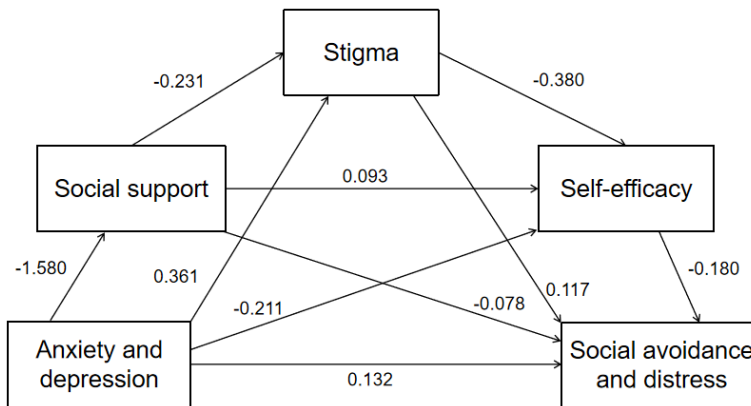 Stigma
-0.231
-0.380
Social support
0.093
Self-efficacy
-1.580
0.361
-0.211
-0.078
0.117
-0.180
Anxiety and
depression
0.132
Social avoidance
and distress